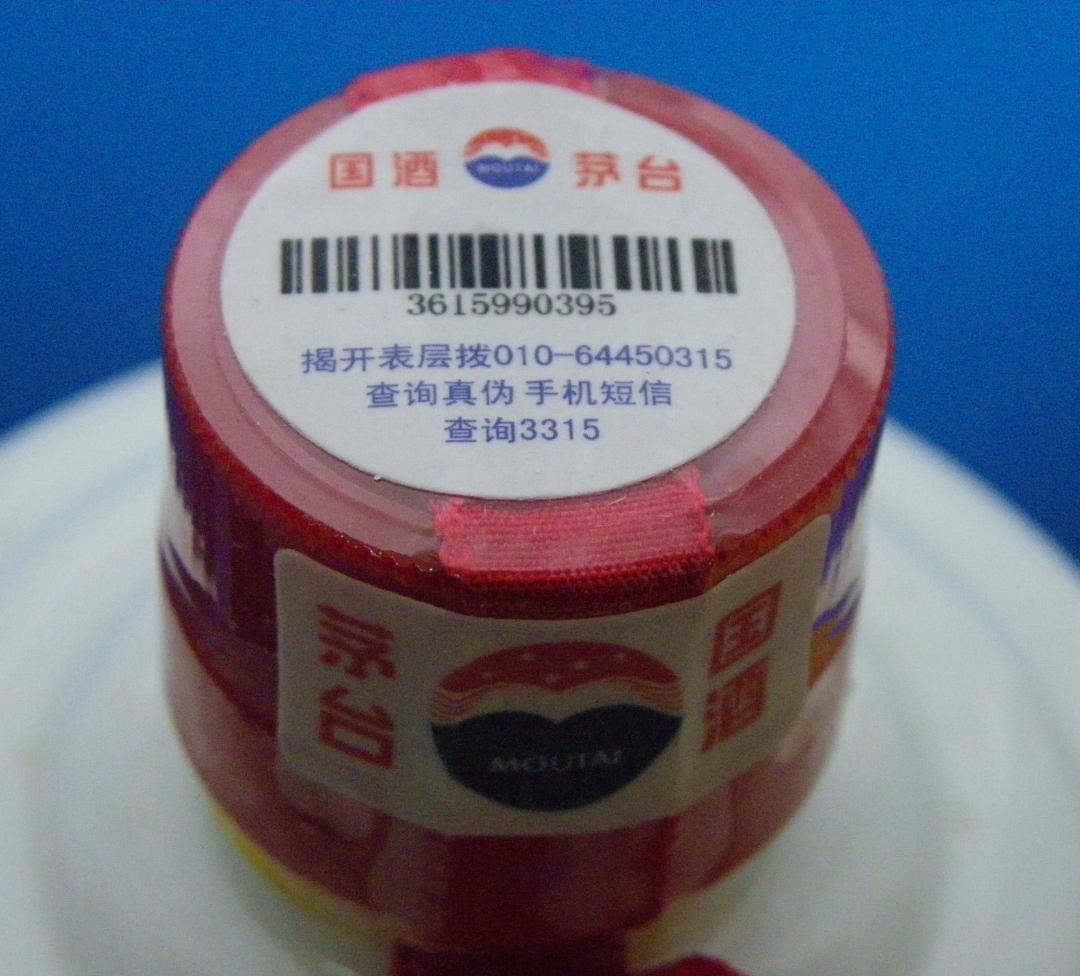 国酒 MOUTAI 茅台
3615990395
揭开表层拨010-64450315
查询真伪 手机短信
查询3315
国酒
茅台
MOUTAI